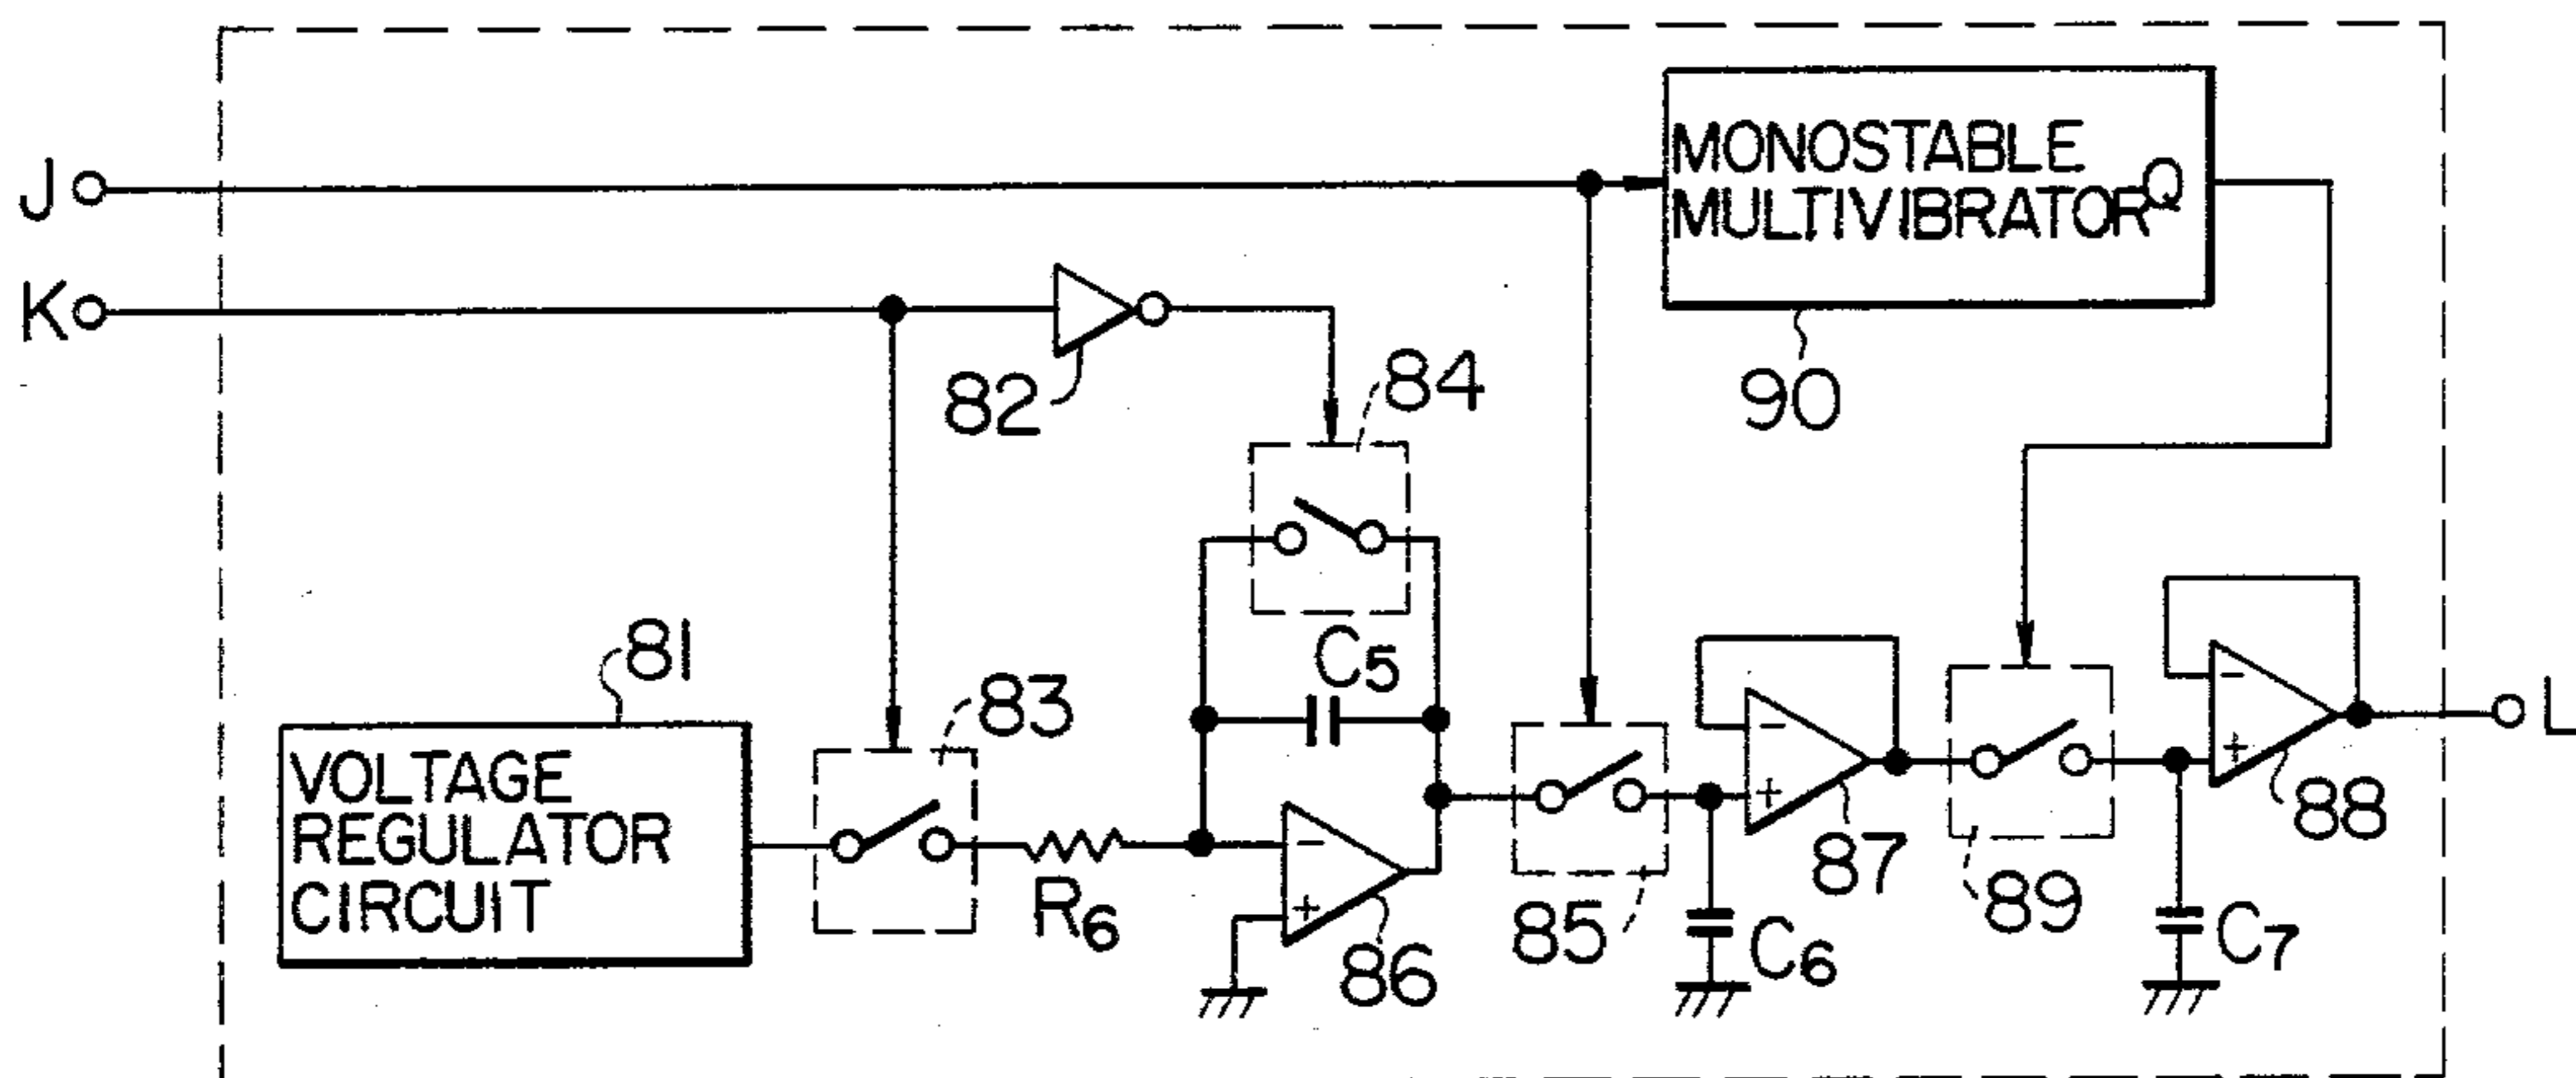 J
MONOSTABLE
MULTIVIBRATOR Q
K
82
84
90
81
83
C5
L
VOLTAGE
REGULATOR
CIRCUIT
R6
86
85
C6
87
89
88
C7
-
+
-
+
-
+